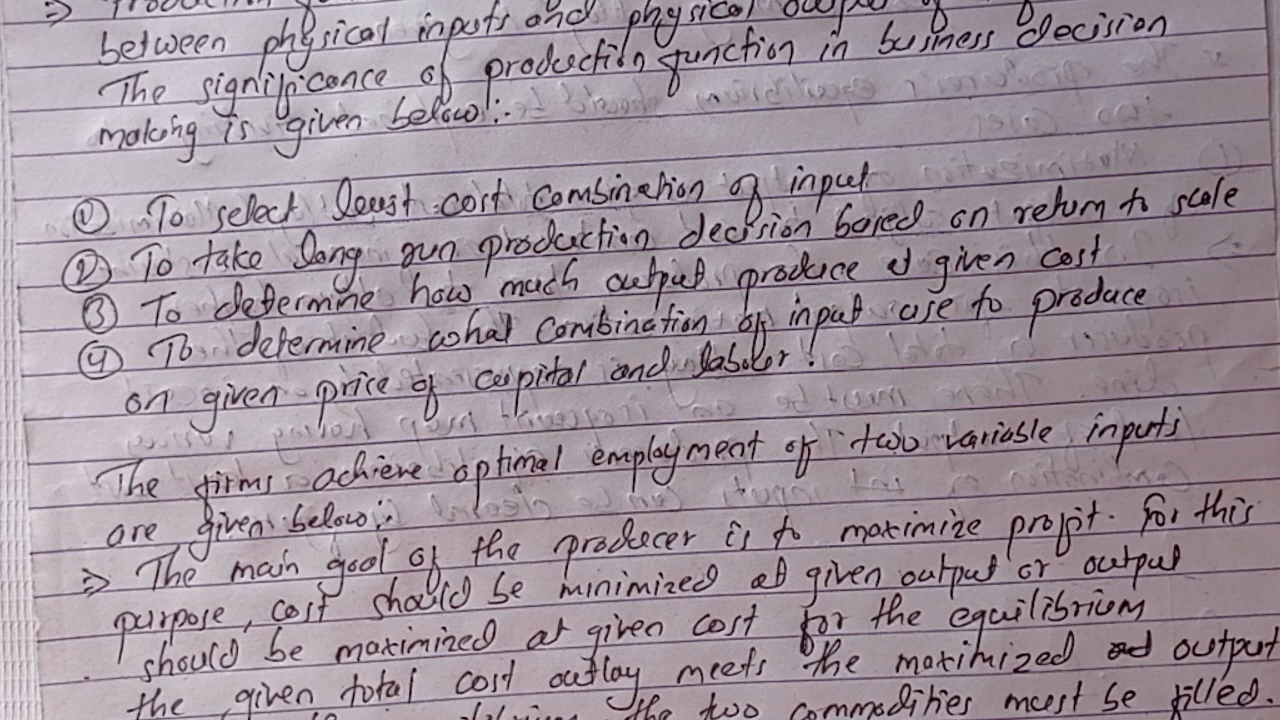 ⇒ Production
between physical inputs and physical output of
The significance of production function in business decision
making is given below:-
① To select least cost combination of input
② To take long run production decision based on return to scale
③ To determine how much output produce at given cost
④ To determine what combination of input use to produce
on given price of capital and labour.
The firms achieve optimal employment of two variable inputs
are given below:-
⇒ The main goal of the producer is to maximize profit. For this
purpose, cost should be minimized at given output or output
should be maximized at given cost for the equilibrium
the given total cost outlay meets the maximized output
the two commodities must be filled.